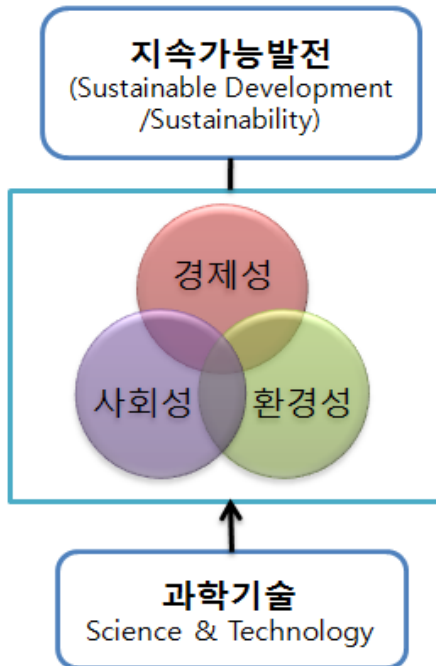 지속가능발전
(Sustainable Development
/Sustainability)
경제성
사회성 환경성
과학기술
Science & Technology